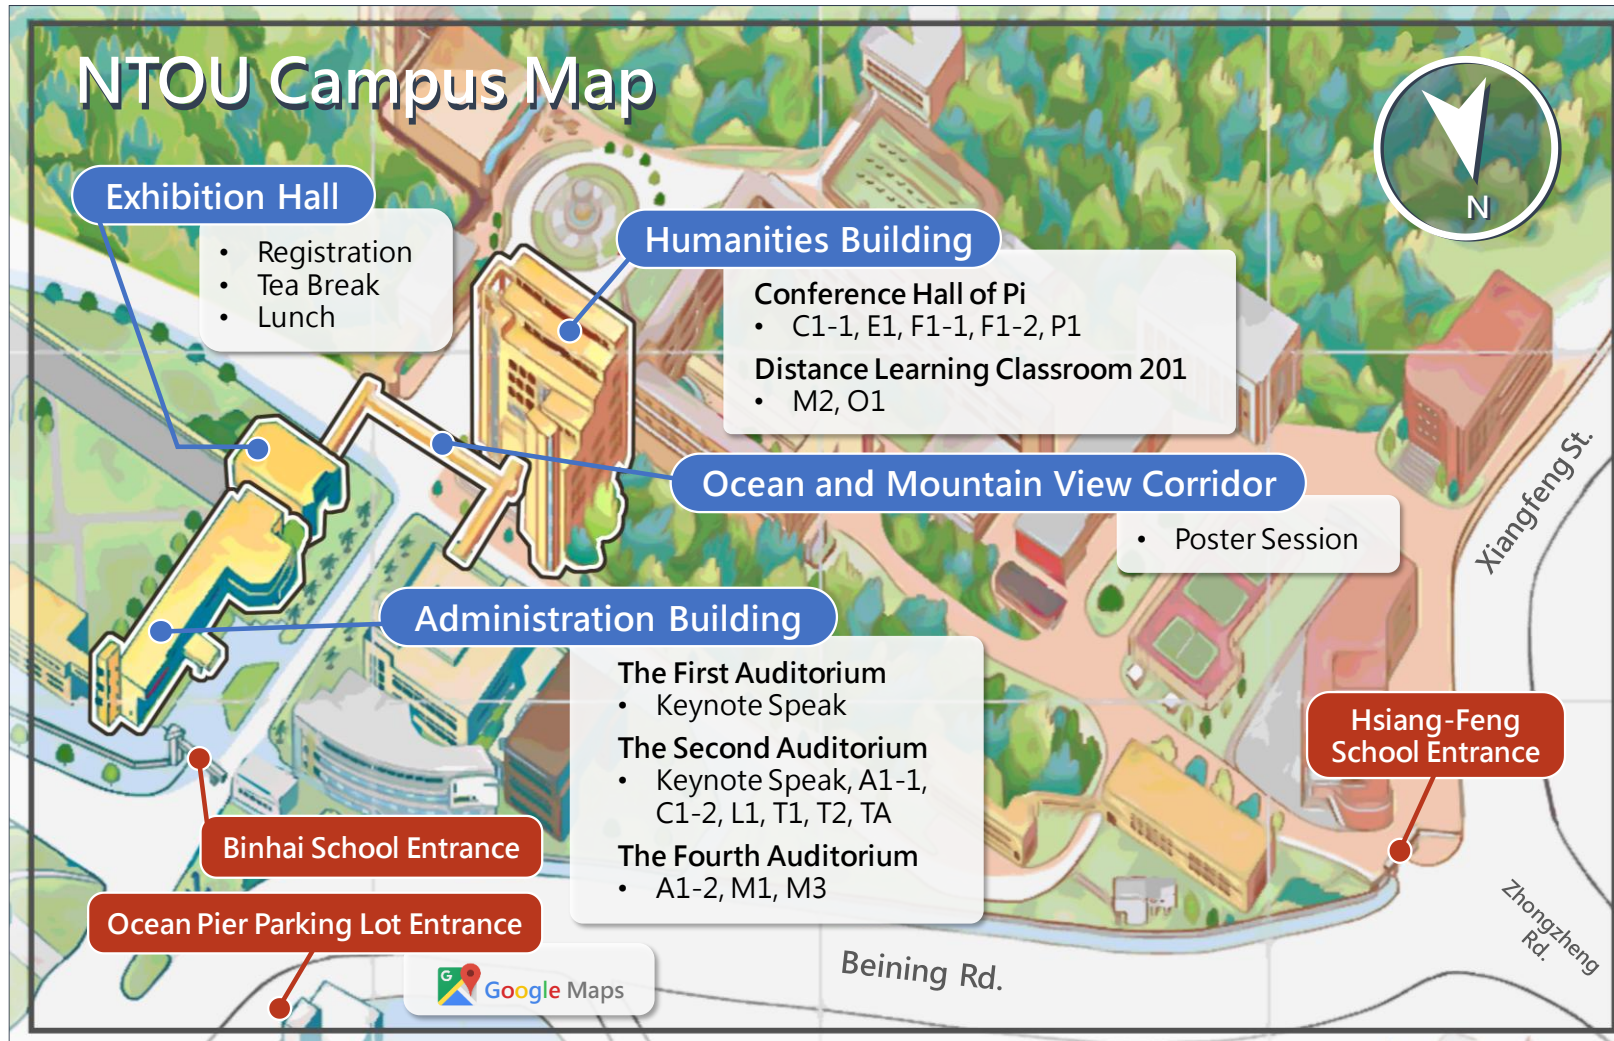 NTOU Campus Map
N
Exhibition Hall
• Registration
• Tea Break
• Lunch
Humanities Building
Conference Hall of Pi
• C1-1, E1, F1-1, F1-2, P1
Distance Learning Classroom 201
• M2, O1
Ocean and Mountain View Corridor
• Poster Session
Xiangfeng St.
Administration Building
The First Auditorium
• Keynote Speak
The Second Auditorium
• Keynote Speak, A1-1,
C1-2, L1, T1, T2, TA
The Fourth Auditorium
• A1-2, M1, M3
Hsiang-Feng
School Entrance
Binhai School Entrance
Ocean Pier Parking Lot Entrance
G
Google Maps
Beining Rd.
Zhongzheng
Rd.